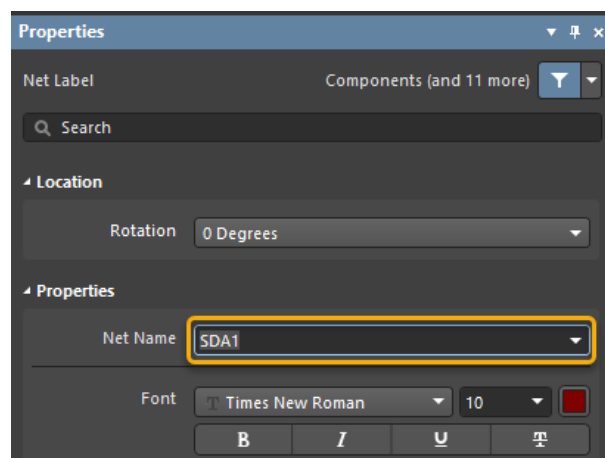 Properties
Net Label Components (and 11 more)
Search
Location
Rotation 0 Degrees
Properties
Net Name SDA1
Font T Times New Roman 10
B I U T